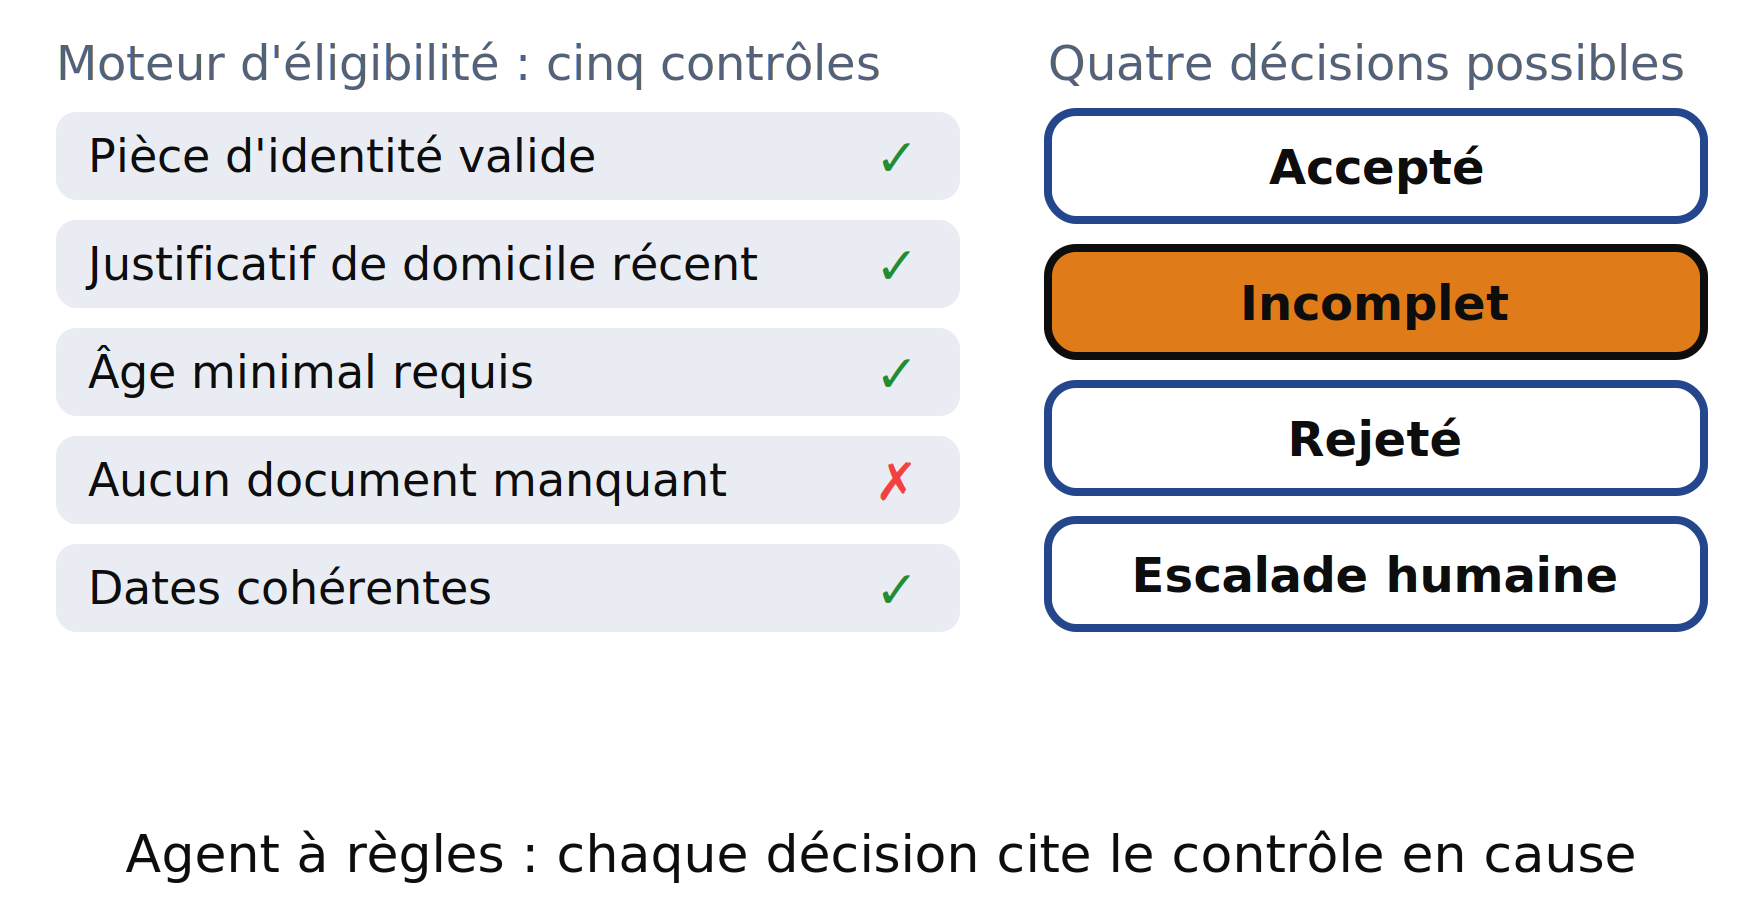 Moteur d'éligibilité : cinq contrôles
Pièce d'identité valide ✓
Justificatif de domicile récent ✓
Âge minimal requis ✓
Aucun document manquant ✗
Dates cohérentes ✓
Quatre décisions possibles
Accepté
Incomplet
Rejeté
Escalade humaine
Agent à règles : chaque décision cite le contrôle en cause